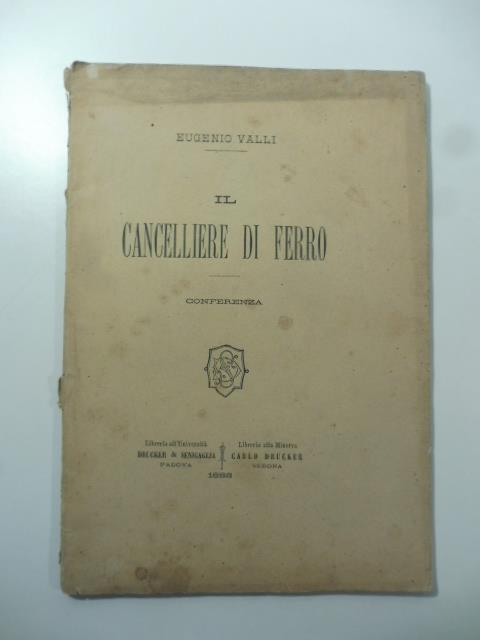 EUGENIO VALLI
IL
CANCELLIERE DI FERRO
CONFERENZA
Libreria all'Università
DRUCKER & SENIGAGLIA
PADOVA
Libreria alla Minerva
CARLO DRUCKER
VERONA